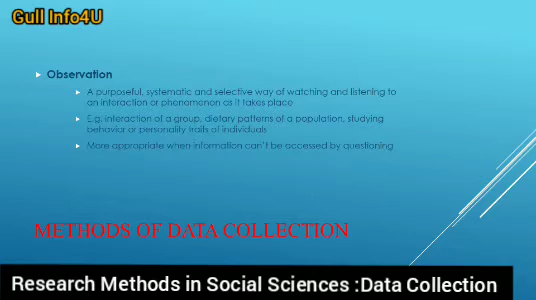 Gull Info4U
Observation
A purposeful, systematic and selective way of watching and listening to
an interaction or phenomenon as it takes place
E.g. interaction of a group, dietary patterns of a population, studying
behavior or personality traits of individuals
More appropriate when information can't be accessed by questioning
METHODS OF DATA COLLECTION
Research Methods in Social Sciences :Data Collection